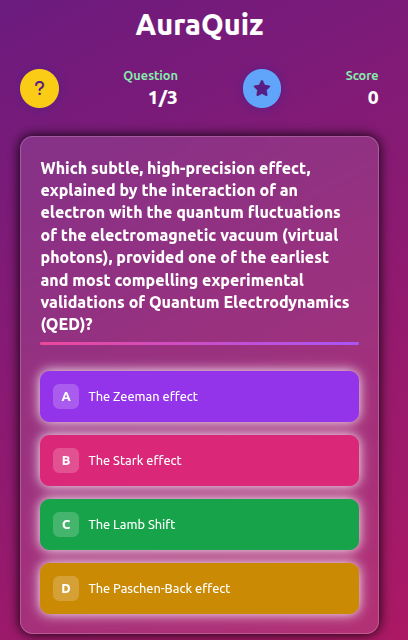 AuraQuiz
?
Question
1/3
Score
0
Which subtle, high-precision effect,
explained by the interaction of an
electron with the quantum fluctuations
of the electromagnetic vacuum (virtual
photons), provided one of the earliest
and most compelling experimental
validations of Quantum Electrodynamics
(QED)?
A The Zeeman effect
B The Stark effect
C The Lamb Shift
D The Paschen-Back effect